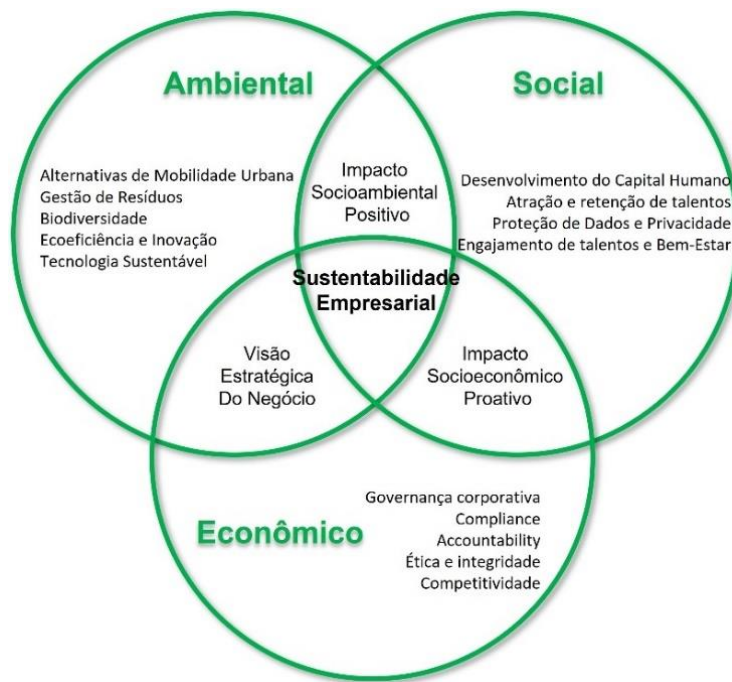 Ambiental
Social
Alternativas de Mobilidade Urbana
Gestão de Resíduos
Biodiversidade
Ecoeficiência e Inovação
Tecnologia Sustentável
Impacto
Socioambiental
Positivo
Desenvolvimento do Capital Humano
Atração e retenção de talentos
Proteção de Dados e Privacidade
Engajamento de talentos e Bem-Estar
Sustentabilidade
Empresarial
Visão
Estratégica
Do Negócio
Impacto
Socioeconômico
Proativo
Econômico
Governança corporativa
Compliance
Accountability
Ética e integridade
Competitividade